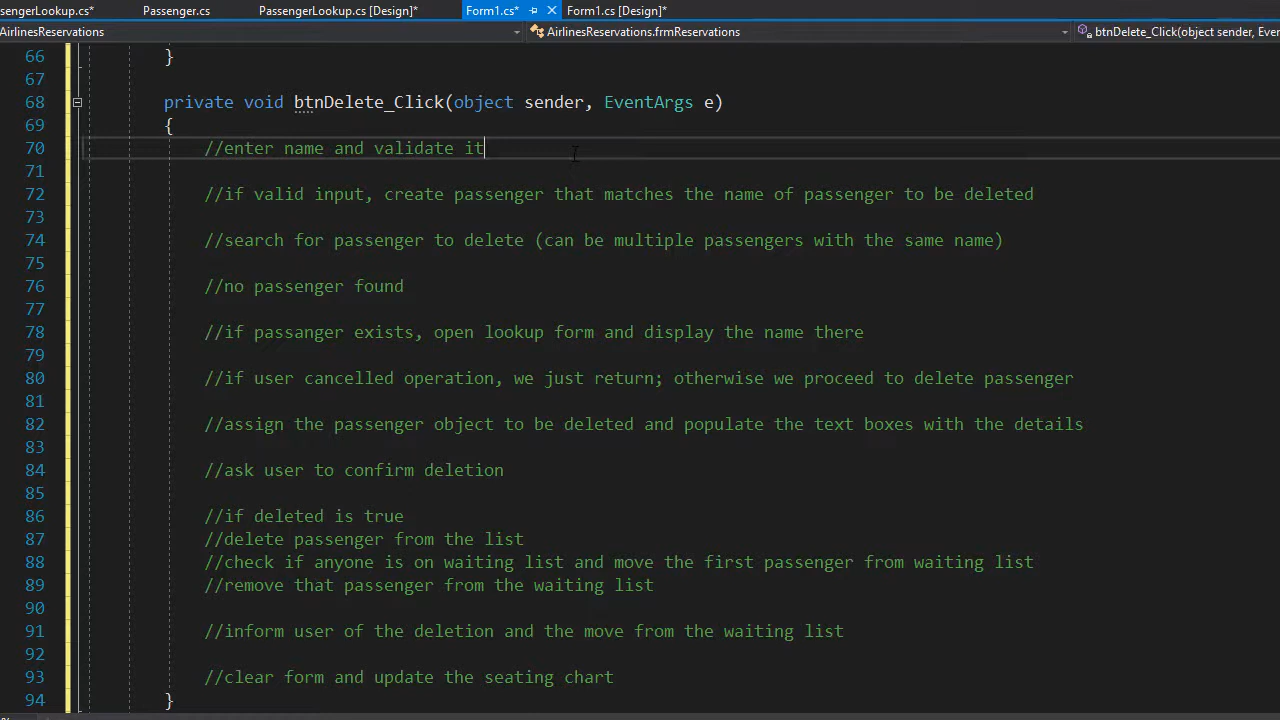 sengerLookup.cs* Passenger.cs PassengerLookup.cs [Design]* Form1.cs* Form1.cs [Design]*
AirlinesReservations AirlinesReservations.frmReservations btnDelete_Click(object sender, Ever
66 }
67
68 private void btnDelete_Click(object sender, EventArgs e)
69 {
70 //enter name and validate it
71
72 //if valid input, create passenger that matches the name of passenger to be deleted
73
74 //search for passenger to delete (can be multiple passengers with the same name)
75
76 //no passenger found
77
78 //if passanger exists, open lookup form and display the name there
79
80 //if user cancelled operation, we just return; otherwise we proceed to delete passenger
81
82 //assign the passenger object to be deleted and populate the text boxes with the details
83
84 //ask user to confirm deletion
85
86 //if deleted is true
87 //delete passenger from the list
88 //check if anyone is on waiting list and move the first passenger from waiting list
89 //remove that passenger from the waiting list
90
91 //inform user of the deletion and the move from the waiting list
92
93 //clear form and update the seating chart
94 }